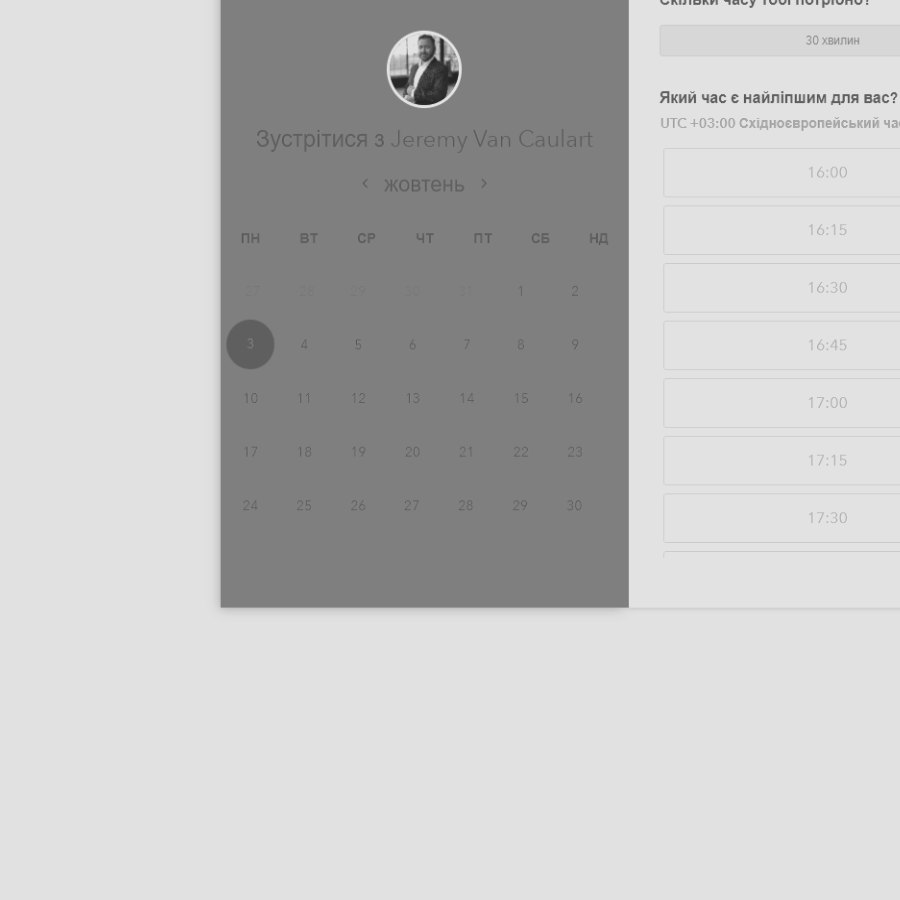 Зустрітися з Jeremy Van Caulart
‹ жовтень ›
ПН ВТ СР ЧТ ПТ СБ НД
27 28 29 30 31 1 2
3 4 5 6 7 8 9
10 11 12 13 14 15 16
17 18 19 20 21 22 23
24 25 26 27 28 29 30
Скільки часу тобі потрібно?
30 хвилин
Який час є найліпшим для вас?
UTC +03:00 Східноєвропейський
16:00
16:15
16:30
16:45
17:00
17:15
17:30